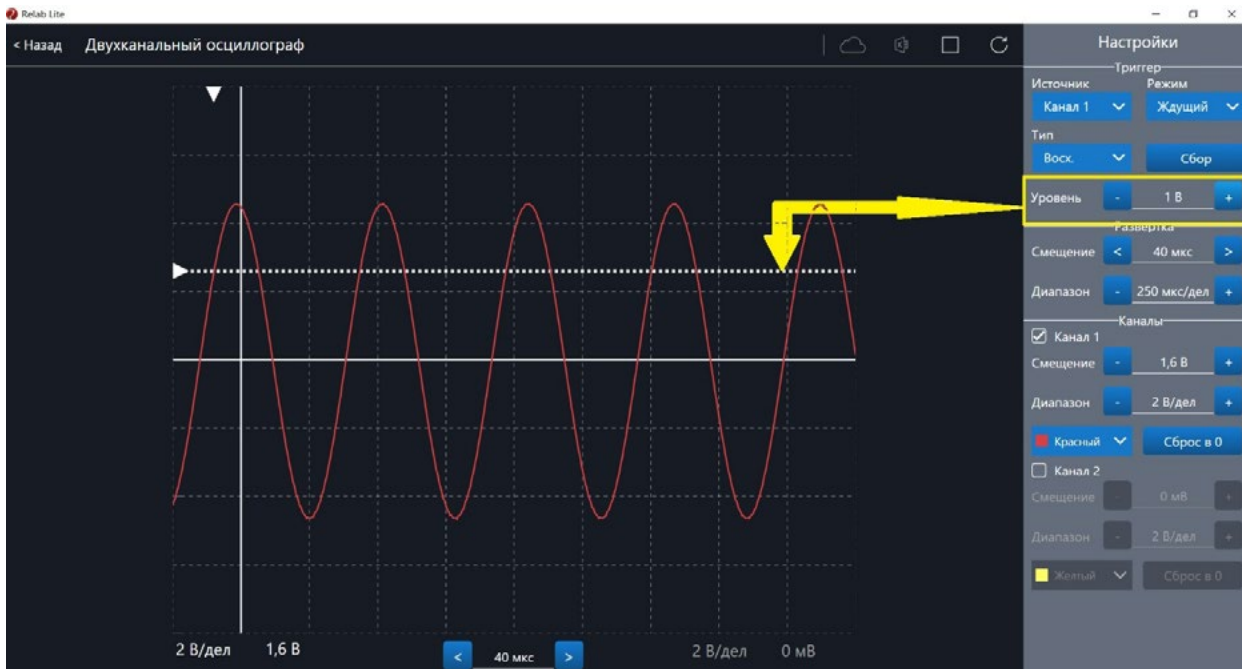 Relab Lite
< Назад Двухканальный осциллограф
Настройки
Триггер
Источник Режим
Канал 1 Ждущий
Тип
Восх. Сбор
Уровень - 1 В +
Развертка
Смещение < 40 мкс >
Диапазон - 250 мкс/дел +
Каналы
Канал 1
Смещение - 1,6 В +
Диапазон - 2 В/дел +
Красный Сброс в 0
Канал 2
Смещение - 0 мВ +
Диапазон - 2 В/дел +
Желтый Сброс в 0
2 В/дел 1,6 В < 40 мкс > 2 В/дел 0 мВ